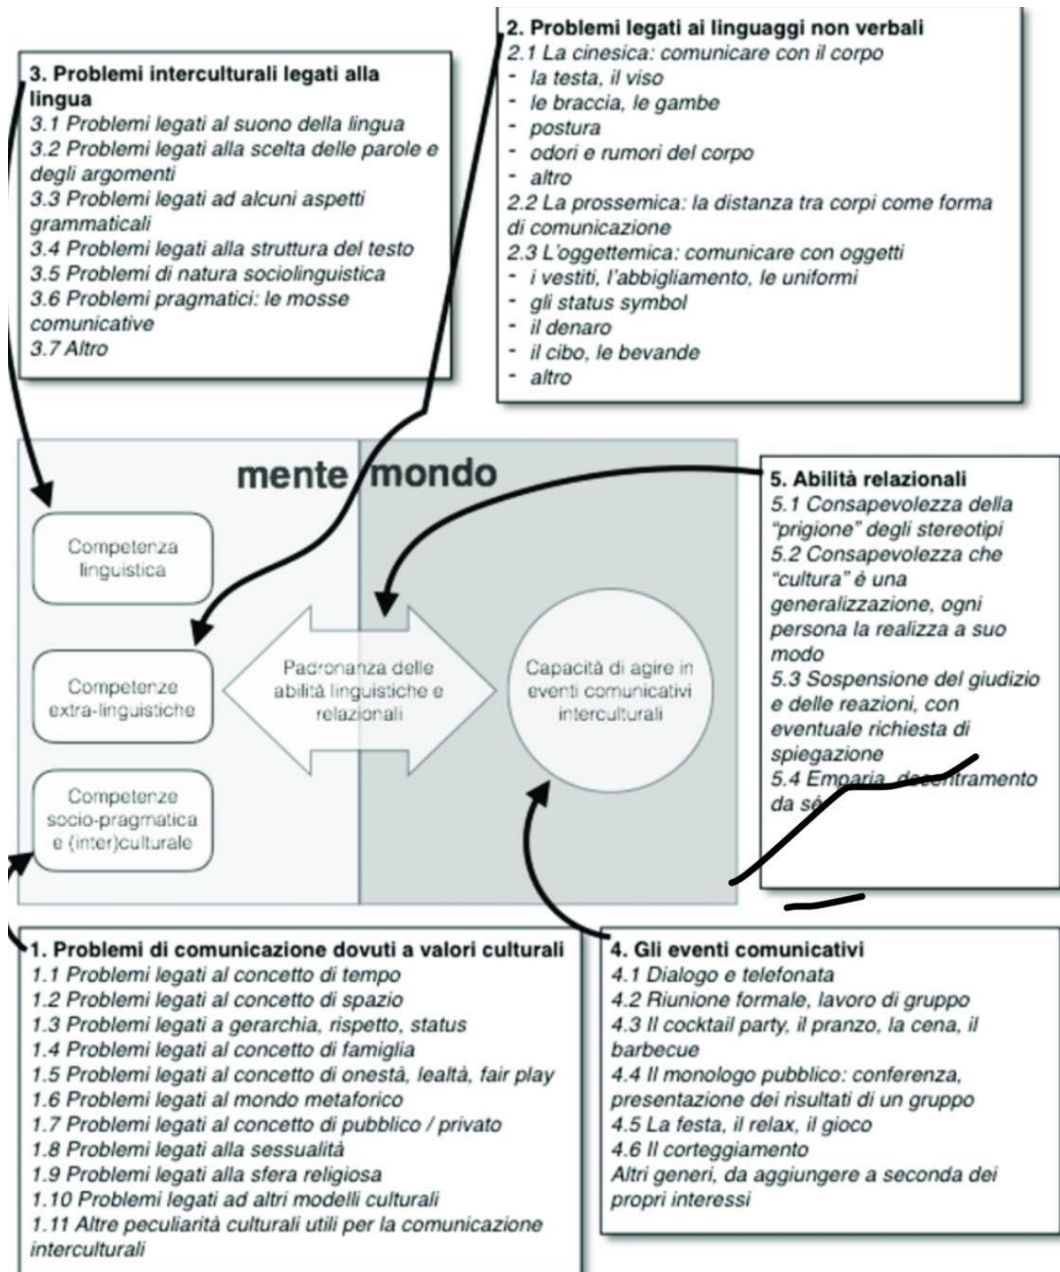 3. Problemi interculturali legati alla
lingua
3.1 Problemi legati al suono della lingua
3.2 Problemi legati alla scelta delle parole e
degli argomenti
3.3 Problemi legati ad alcuni aspetti
grammaticali
3.4 Problemi legati alla struttura del testo
3.5 Problemi di natura sociolinguistica
3.6 Problemi pragmatici: le mosse
comunicative
3.7 Altro
2. Problemi legati ai linguaggi non verbali
2.1 La cinesica: comunicare con il corpo
- la testa, il viso
- le braccia, le gambe
- postura
- odori e rumori del corpo
- altro
2.2 La prossemica: la distanza tra corpi come forma
di comunicazione
2.3 L'oggettemica: comunicare con oggetti
- i vestiti, l'abbigliamento, le uniformi
- gli status symbol
- il denaro
- il cibo, le bevande
- altro
mente mondo
Competenza
linguistica
Competenze
extra-linguistiche
Competenze
socio-pragmatica
e (inter)culturale
Padronanza delle
abilità linguistiche e
relazionali
Capacità di agire in
eventi comunicativi
interculturali
5. Abilità relazionali
5.1 Consapevolezza della
"prigione" degli stereotipi
5.2 Consapevolezza che
"cultura" è una
generalizzazione, ogni
persona la realizza a suo
modo
5.3 Sospensione del giudizio
e delle reazioni, con
eventuale richiesta di
spiegazione
5.4 Emparia, decentramento
da sé
1. Problemi di comunicazione dovuti a valori culturali
1.1 Problemi legati al concetto di tempo
1.2 Problemi legati al concetto di spazio
1.3 Problemi legati a gerarchia, rispetto, status
1.4 Problemi legati al concetto di famiglia
1.5 Problemi legati al concetto di onestà, lealtà, fair play
1.6 Problemi legati al mondo metaforico
1.7 Problemi legati al concetto di pubblico / privato
1.8 Problemi legati alla sessualità
1.9 Problemi legati alla sfera religiosa
1.10 Problemi legati ad altri modelli culturali
1.11 Altre peculiarità culturali utili per la comunicazione
interculturali
4. Gli eventi comunicativi
4.1 Dialogo e telefonata
4.2 Riunione formale, lavoro di gruppo
4.3 Il cocktail party, il pranzo, la cena, il
barbecue
4.4 Il monologo pubblico: conferenza,
presentazione dei risultati di un gruppo
4.5 La festa, il relax, il gioco
4.6 Il corteggiamento
Altri generi, da aggiungere a seconda dei
propri interessi